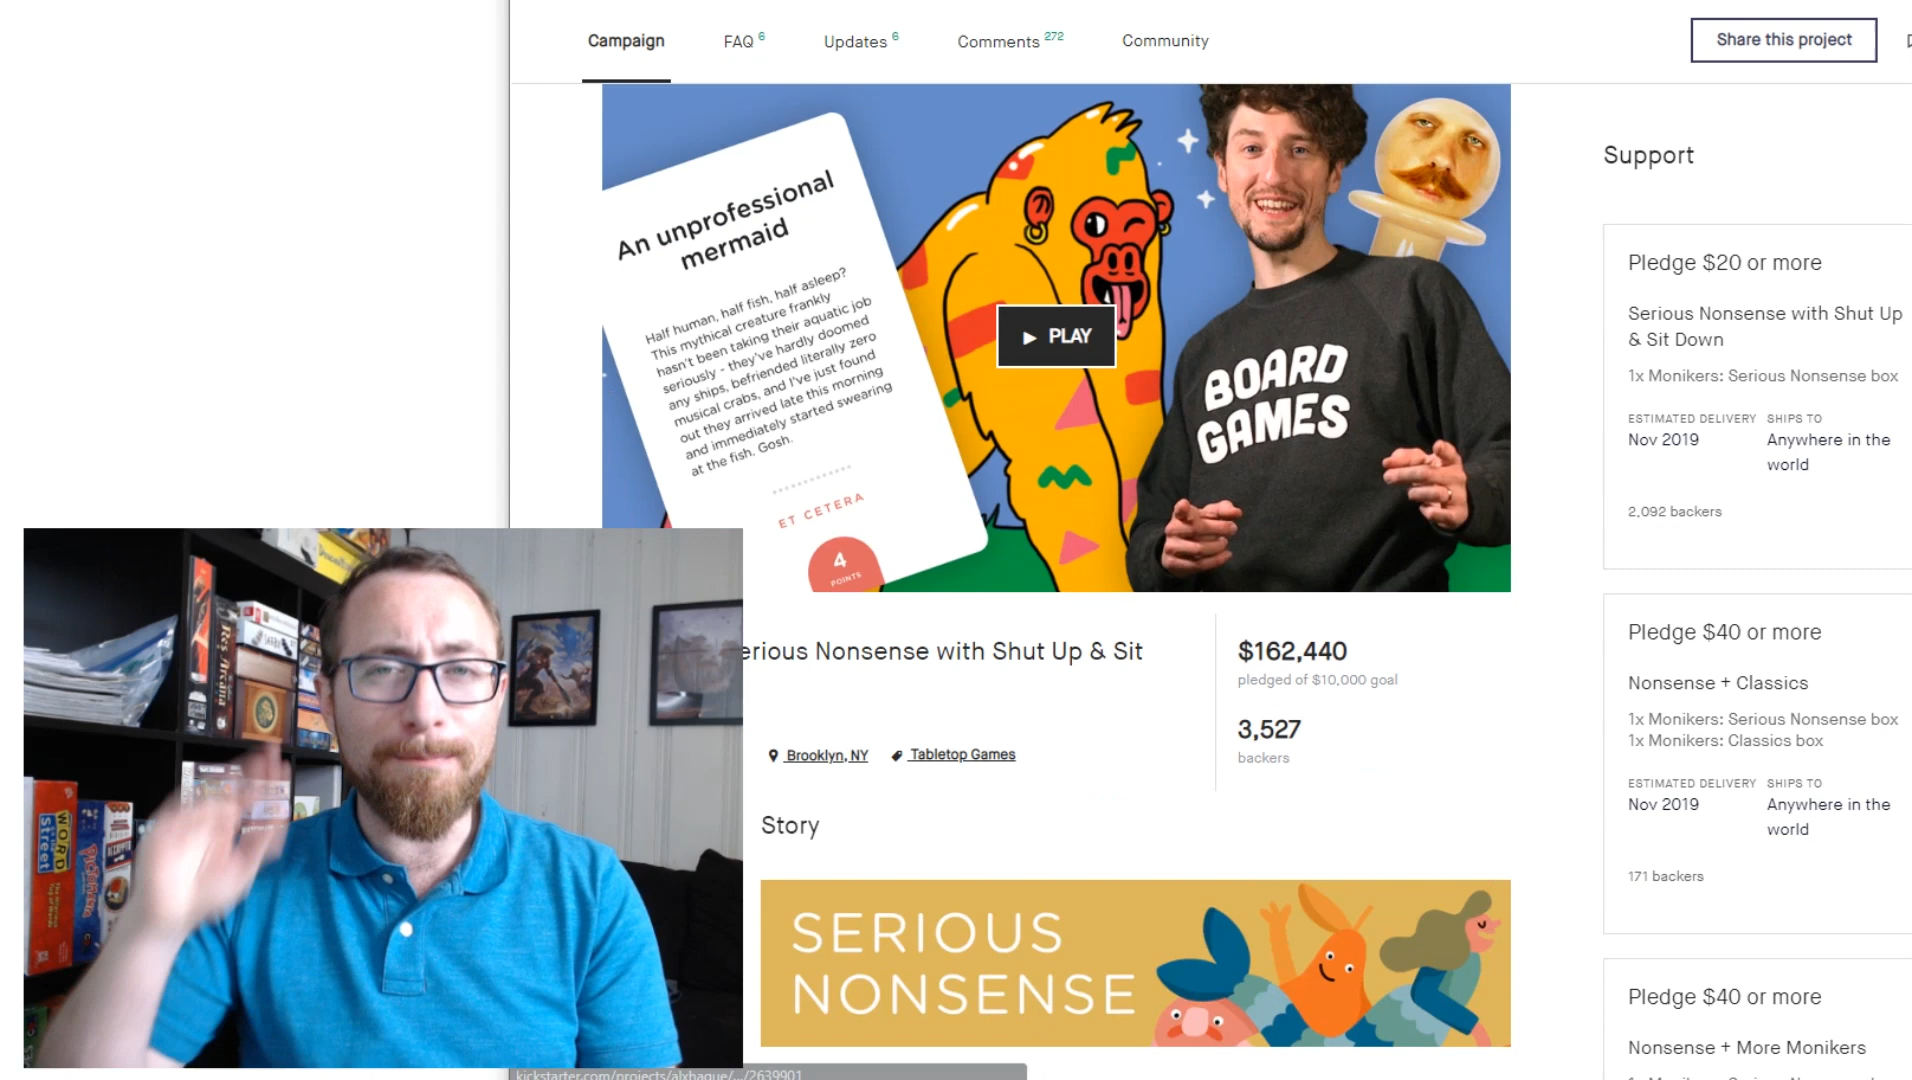 Campaign
FAQ 6
Updates 6
Comments 272
Community
Share this project
An unprofessional
mermaid
Half human, half fish, half asleep?
This mythical creature frankly
hasn't been taking their aquatic job
seriously - they've hardly doomed
any ships, befriended literally zero
musical crabs, and I've just found
out they arrived late this morning
and immediately started swearing
at the fish. Gosh.
ET CETERA
4
POINTS
PLAY
BOARD
GAMES
Support
Pledge $20 or more
Serious Nonsense with Shut Up
& Sit Down
1x Monikers: Serious Nonsense box
ESTIMATED DELIVERY SHIPS TO
Nov 2019 Anywhere in the
world
2,092 backers
Pledge $40 or more
Nonsense + Classics
1x Monikers: Serious Nonsense box
1x Monikers: Classics box
ESTIMATED DELIVERY SHIPS TO
Nov 2019 Anywhere in the
world
171 backers
Pledge $40 or more
Nonsense + More Monikers
erious Nonsense with Shut Up & Sit
$162,440
pledged of $10,000 goal
3,527
backers
Brooklyn, NY
Tabletop Games
Story
SERIOUS
NONSENSE
Res Arcana
WORD
Street
Pictionary
kickstarter.com/projects/alxhague/.../2639901